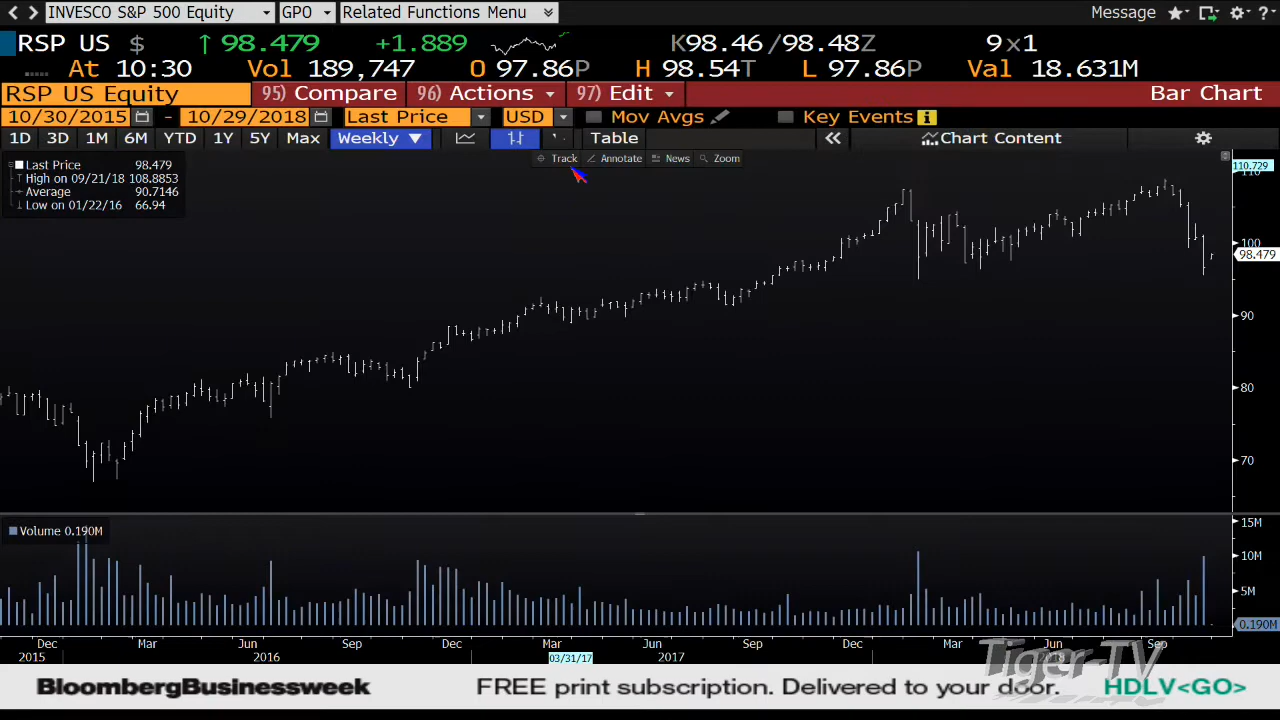 INVESCO S&P 500 Equity GPO Related Functions Menu Message ?
RSP US $ ↑ 98.479 +1.889 K98.46 /98.48Z 9x1
At 10:30 Vol 189,747 O 97.86P H 98.54T L 97.86P Val 18.631M
RSP US Equity 95) Compare 96) Actions 97) Edit Bar Chart
10/30/2015 - 10/29/2018 Last Price USD Mov Avgs Key Events i
1D 3D 1M 6M YTD 1Y 5Y Max Weekly ▼ Table « Chart Content
Track Annotate News Zoom
Last Price 98.479
High on 09/21/18 108.8853
Average 90.7146
Low on 01/22/16 66.94
110.729
110
100
98.479
90
80
70
Volume 0.190M
15M
10M
5M
0.190M
Dec Mar Jun Sep Dec Mar Jun Sep Dec Mar Jun Sep
2015 2016 03/31/17 2017
Tiger-TV
BloombergBusinessweek FREE print subscription. Delivered to your door. HDLV<GO>